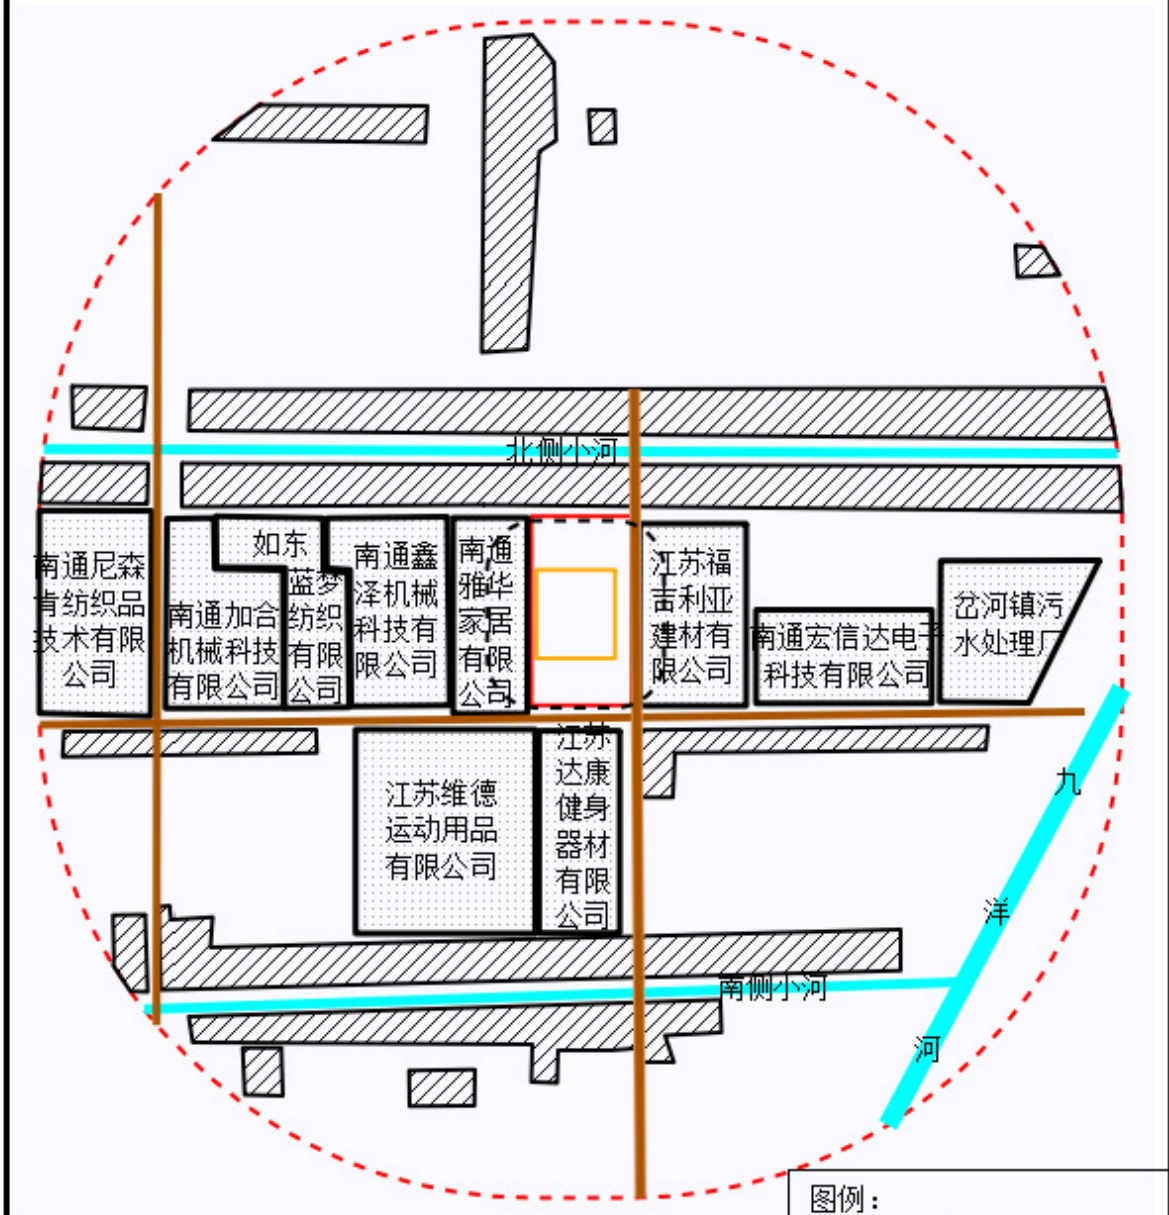 北侧小河
南通尼森
肯纺织品
技术有限
公司
南通加合
机械科技
有限公司
如东
蓝梦
纺织
有限
公司
南通鑫
泽机械
科技有
限公司
南通
雅华
家居
有限
公司
江苏福
吉利亚
建材有
限公司
南通宏信达电子
科技有限公司
岔河镇污
水处理厂
江苏维德
运动用品
有限公司
江苏
达康
健身
器材
有限
公司
九
洋
河
南侧小河
图例：